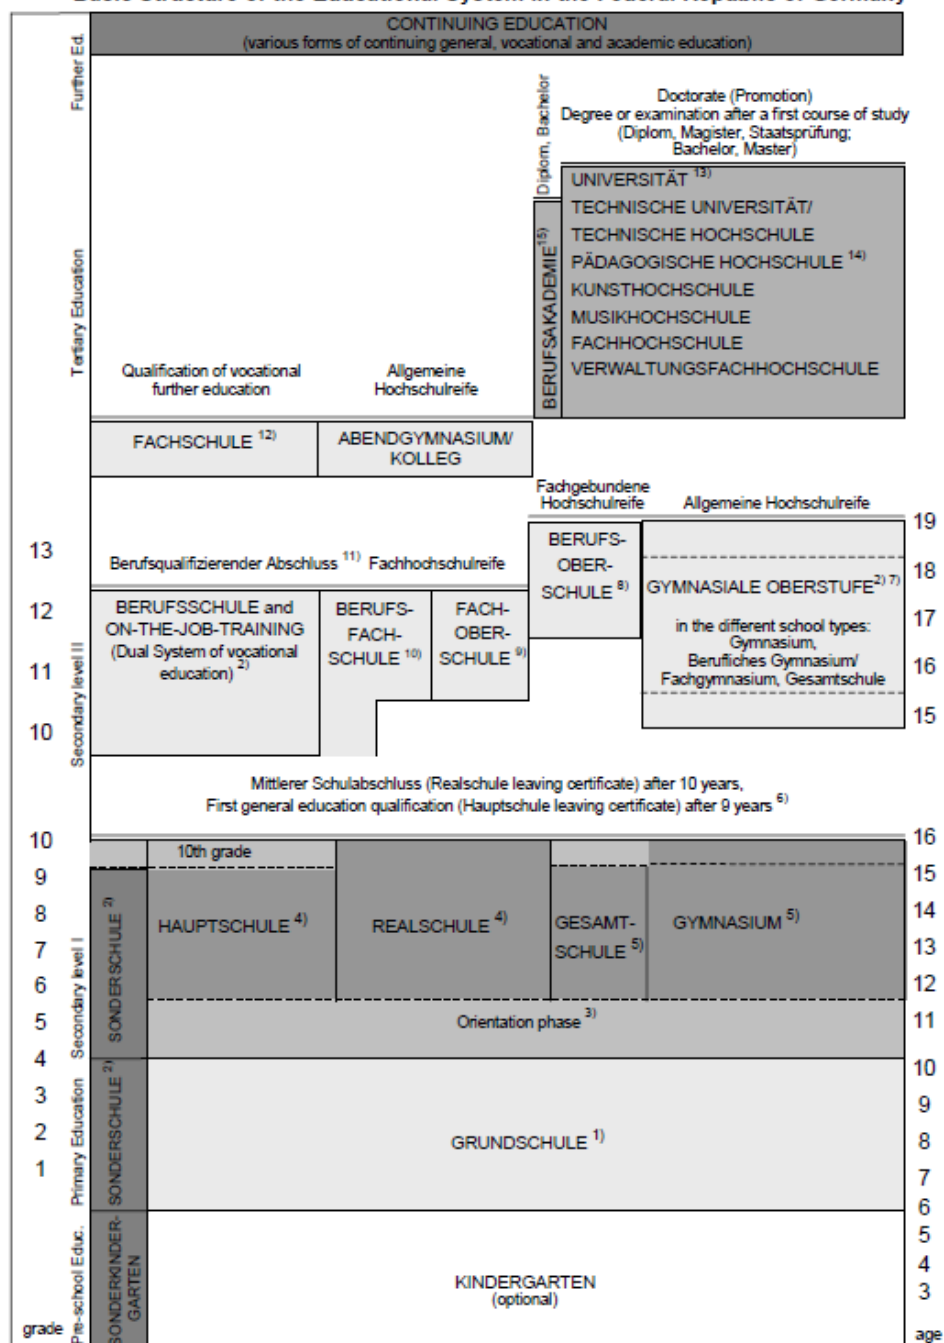 Basic Structure of the Educational System in the Federal Republic of Germany
CONTINUING EDUCATION
(various forms of continuing general, vocational and academic education)
Further Ed.
Diplom, Bachelor
Doctorate (Promotion)
Degree or examination after a first course of study
(Diplom, Magister, Staatsprüfung;
Bachelor, Master)
Tertiary Education
BERUFSAKADEMIE 15)
UNIVERSITÄT 13)
TECHNISCHE UNIVERSITÄT/
TECHNISCHE HOCHSCHULE
PÄDAGOGISCHE HOCHSCHULE 14)
KUNSTHOCHSCHULE
MUSIKHOCHSCHULE
FACHHOCHSCHULE
VERWALTUNGSFACHHOCHSCHULE
Qualification of vocational
further education
Allgemeine
Hochschulreife
FACHSCHULE 12)
ABENDGYMNASIUM/
KOLLEG
Fachgebundene
Hochschulreife
Allgemeine Hochschulreife
19
13
Berufsqualifizierender Abschluss 11)
Fachhochschulreife
BERUFS-
OBER-
SCHULE 8)
18
GYMNASIALE OBERSTUFE 2) 7)
in the different school types:
Gymnasium,
Berufliches Gymnasium/
Fachgymnasium, Gesamtschule
12
BERUFSSCHULE and
ON-THE-JOB-TRAINING
(Dual System of vocational
education) 2)
BERUFS-
FACH-
SCHULE 10)
FACH-
OBER-
SCHULE 9)
17
11
16
Secondary level II
15
10
Mittlerer Schulabschluss (Realschule leaving certificate) after 10 years,
First general education qualification (Hauptschule leaving certificate) after 9 years 6)
10
16
10th grade
9
15
Secondary level I
SONDERSCHULE 2)
8
HAUPTSCHULE 4)
REALSCHULE 4)
GESAMT-
SCHULE 5)
GYMNASIUM 5)
14
7
13
6
12
5
Orientation phase 3)
11
4
10
Primary Education
SONDERSCHULE 2)
3
9
2
GRUNDSCHULE 1)
8
1
7
6
Pre-school Educ.
SONDERKINDER-
GARTEN
5
4
KINDERGARTEN
(optional)
3
grade
age